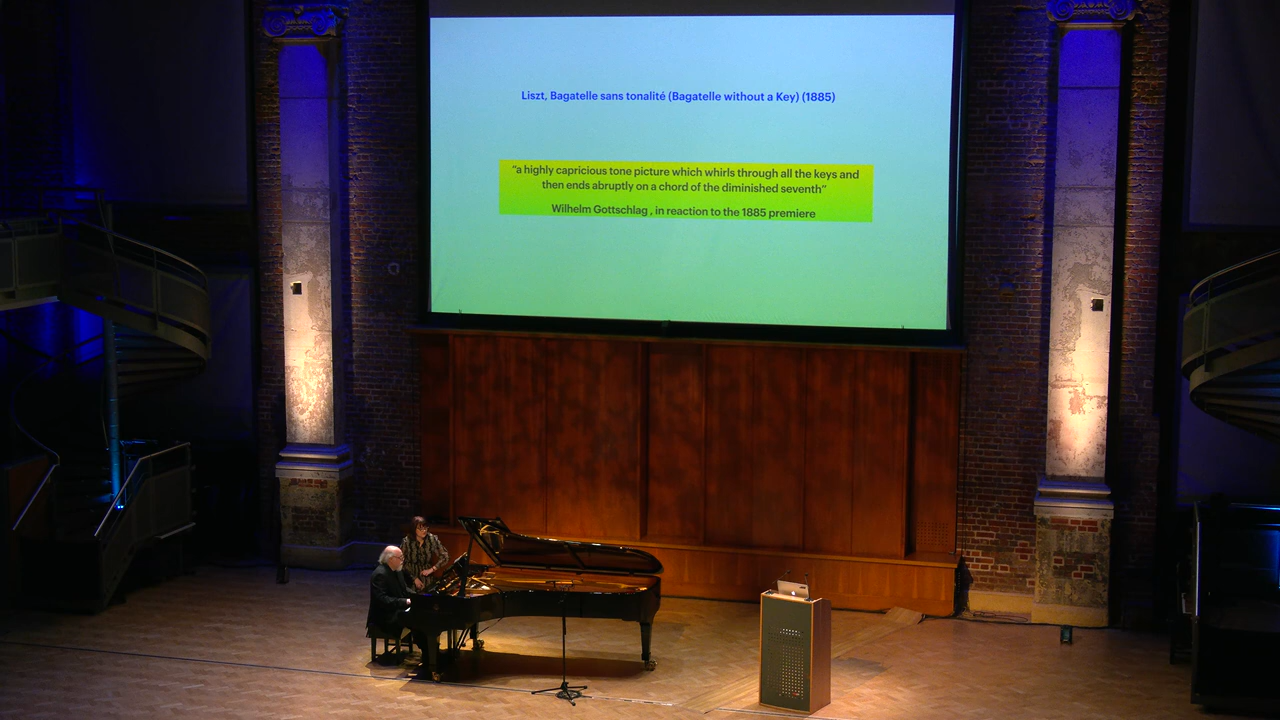 Liszt, Bagatelle sans tonalité (Bagatelle without a Key) (1885)
“a highly capricious tone picture which whirls through all the keys and
then ends abruptly on a chord of the diminished seventh”
Wilhelm Gottschlag , in reaction to the 1885 premiere